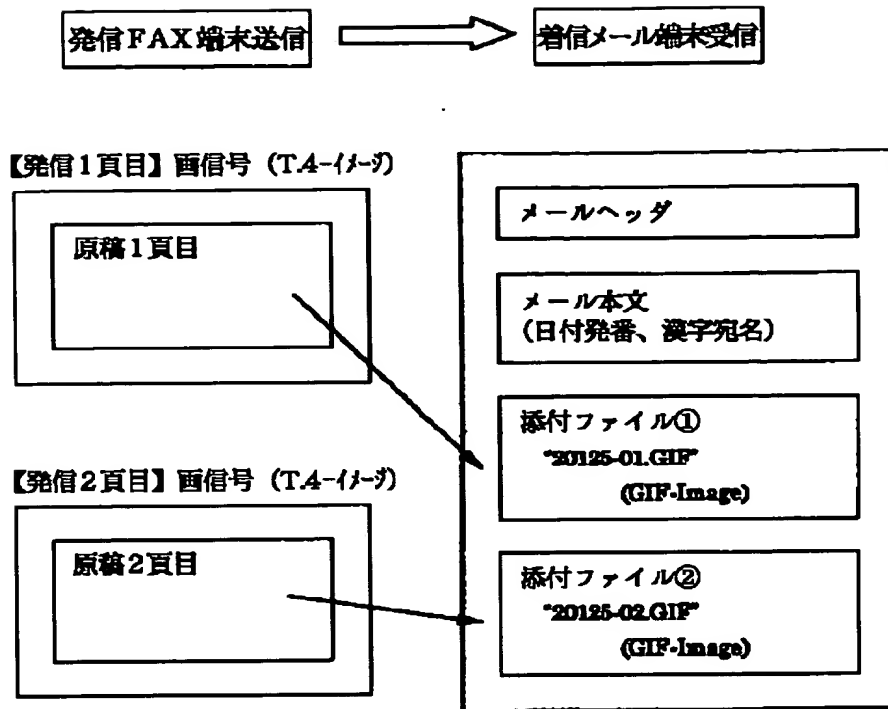 発信FAX端末送信
着信メール端末受信
【発信1頁目】画信号 (T.4-イメージ)
原稿1頁目
【発信2頁目】画信号 (T.4-イメージ)
原稿2頁目
メールヘッダ
メール本文
(日付発番、漢字宛名)
添付ファイル①
"20125-01.GIF"
(GIF-Image)
添付ファイル②
"20125-02.GIF"
(GIF-Image)